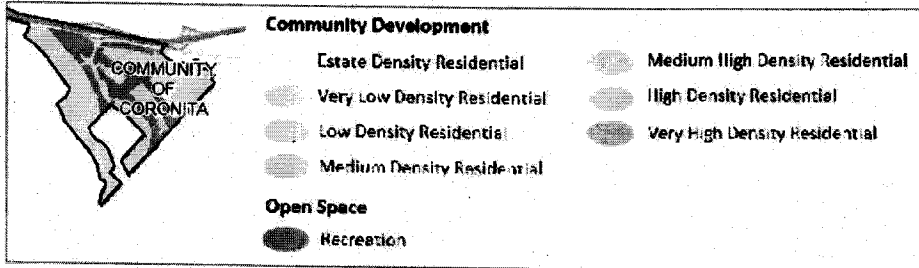 COMMUNITY
OF
CORONITA
Community Development
Estate Density Residential
Very Low Density Residential
Low Density Residential
Medium Density Residential
Medium High Density Residential
High Density Residential
Very High Density Residential
Open Space
Recreation